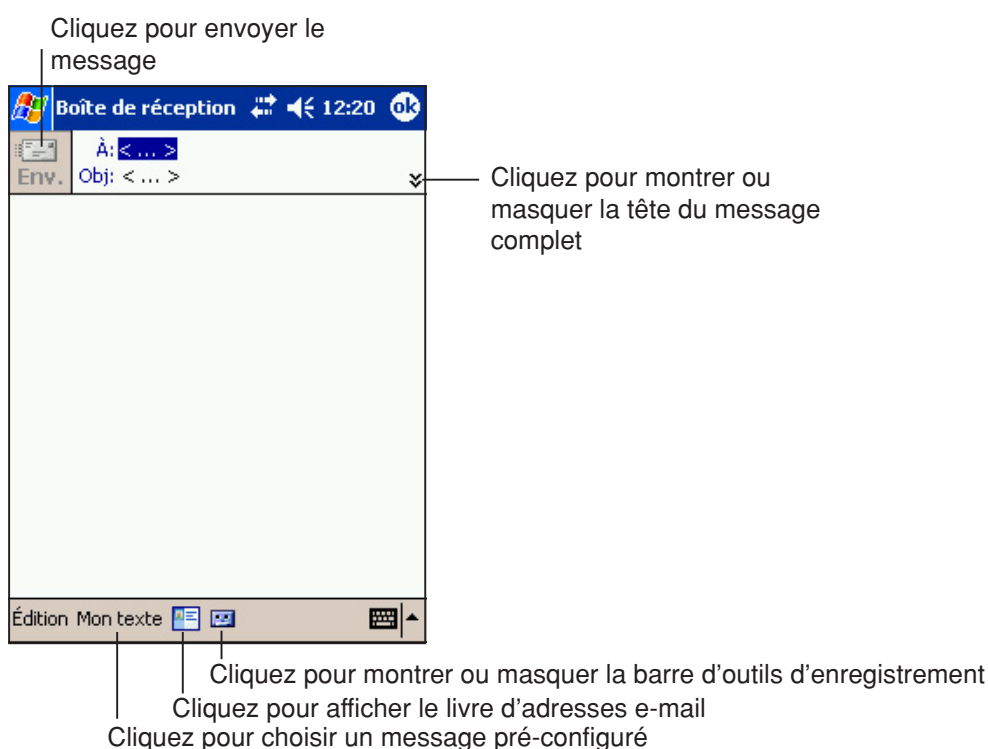 Cliquez pour envoyer le
message
Boîte de réception 12:20 ok
À: < ... >
Env. Obj: < ... >
Cliquez pour montrer ou
masquer la tête du message
complet
Édition Mon texte
Cliquez pour montrer ou masquer la barre d’outils d’enregistrement
Cliquez pour afficher le livre d’adresses e-mail
Cliquez pour choisir un message pré-configuré